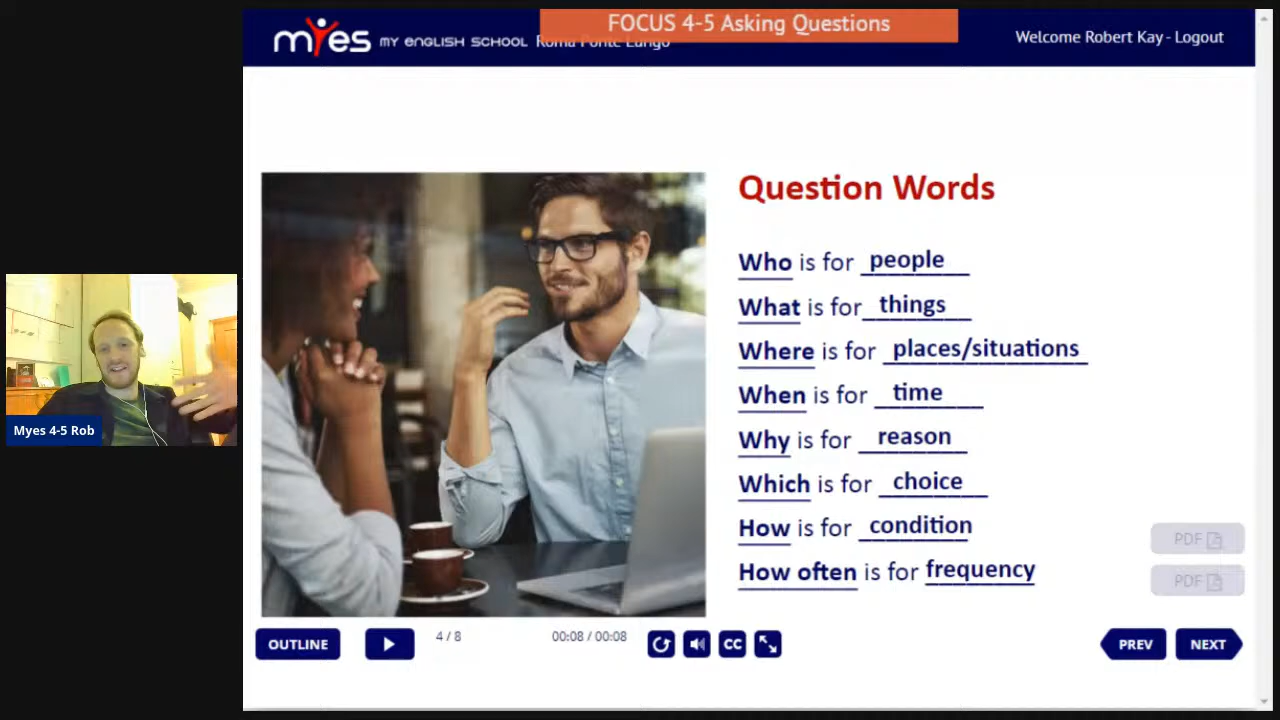 FOCUS 4-5 Asking Questions
myes MY ENGLISH SCHOOL Roma Ponte Lungo
Welcome Robert Kay - Logout
Question Words
Who is for people
What is for things
Where is for places/situations
When is for time
Why is for reason
Which is for choice
How is for condition
How often is for frequency
Myes 4-5 Rob
PDF
PDF
OUTLINE
4 / 8
00:08 / 00:08
CC
PREV
NEXT